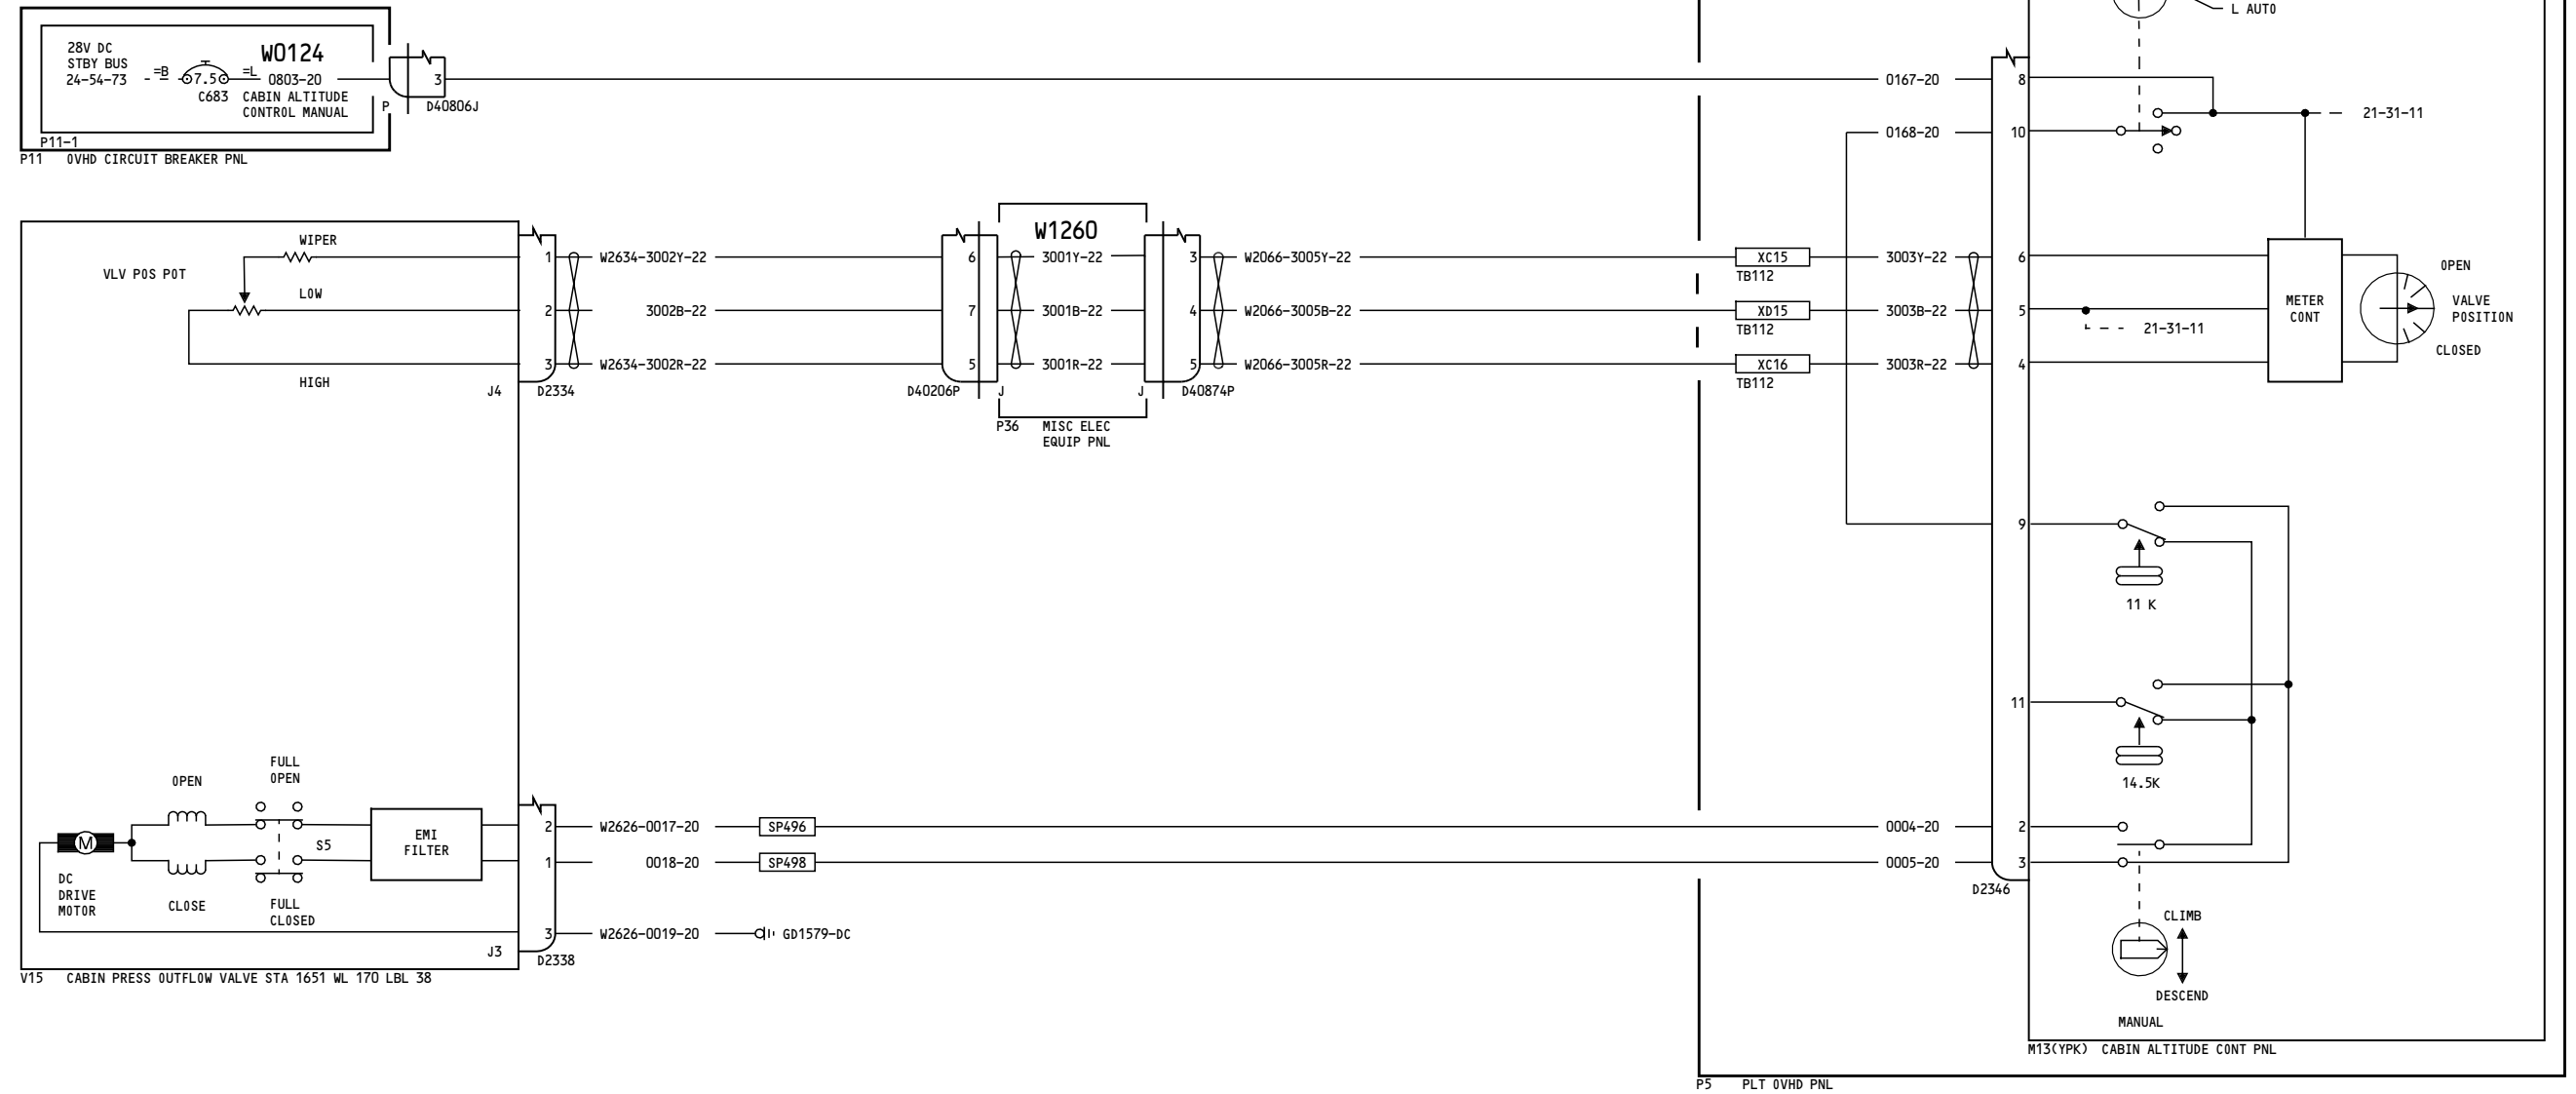 L AUTO
28V DC
STBY BUS
24-54-73
=B
7.5
=L
W0124
0803-20
C683
CABIN ALTITUDE
CONTROL MANUAL
P
3
D40806J
P11-1
P11 OVHD CIRCUIT BREAKER PNL
0167-20
8
0168-20
10
21-31-11
WIPER
VLV POS POT
LOW
HIGH
J4
1
2
3
D2334
W2634-3002Y-22
3002B-22
W2634-3002R-22
6
7
5
D40206P
J
W1260
3001Y-22
3001B-22
3001R-22
J
P36 MISC ELEC
EQUIP PNL
3
4
5
D40874P
W2066-3005Y-22
W2066-3005B-22
W2066-3005R-22
XC15
TB112
XD15
TB112
XC16
TB112
3003Y-22
3003B-22
3003R-22
6
5
4
21-31-11
METER
CONT
OPEN
VALVE
POSITION
CLOSED
9
11 K
11
14.5K
FULL
OPEN
OPEN
M
S5
EMI
FILTER
DC
DRIVE
MOTOR
CLOSE
FULL
CLOSED
J3
2
1
3
D2338
W2626-0017-20
0018-20
W2626-0019-20
SP496
SP498
GD1579-DC
0004-20
0005-20
2
3
D2346
CLIMB
DESCEND
MANUAL
V15 CABIN PRESS OUTFLOW VALVE STA 1651 WL 170 LBL 38
M13(YPK) CABIN ALTITUDE CONT PNL
P5 PLT OVHD PNL